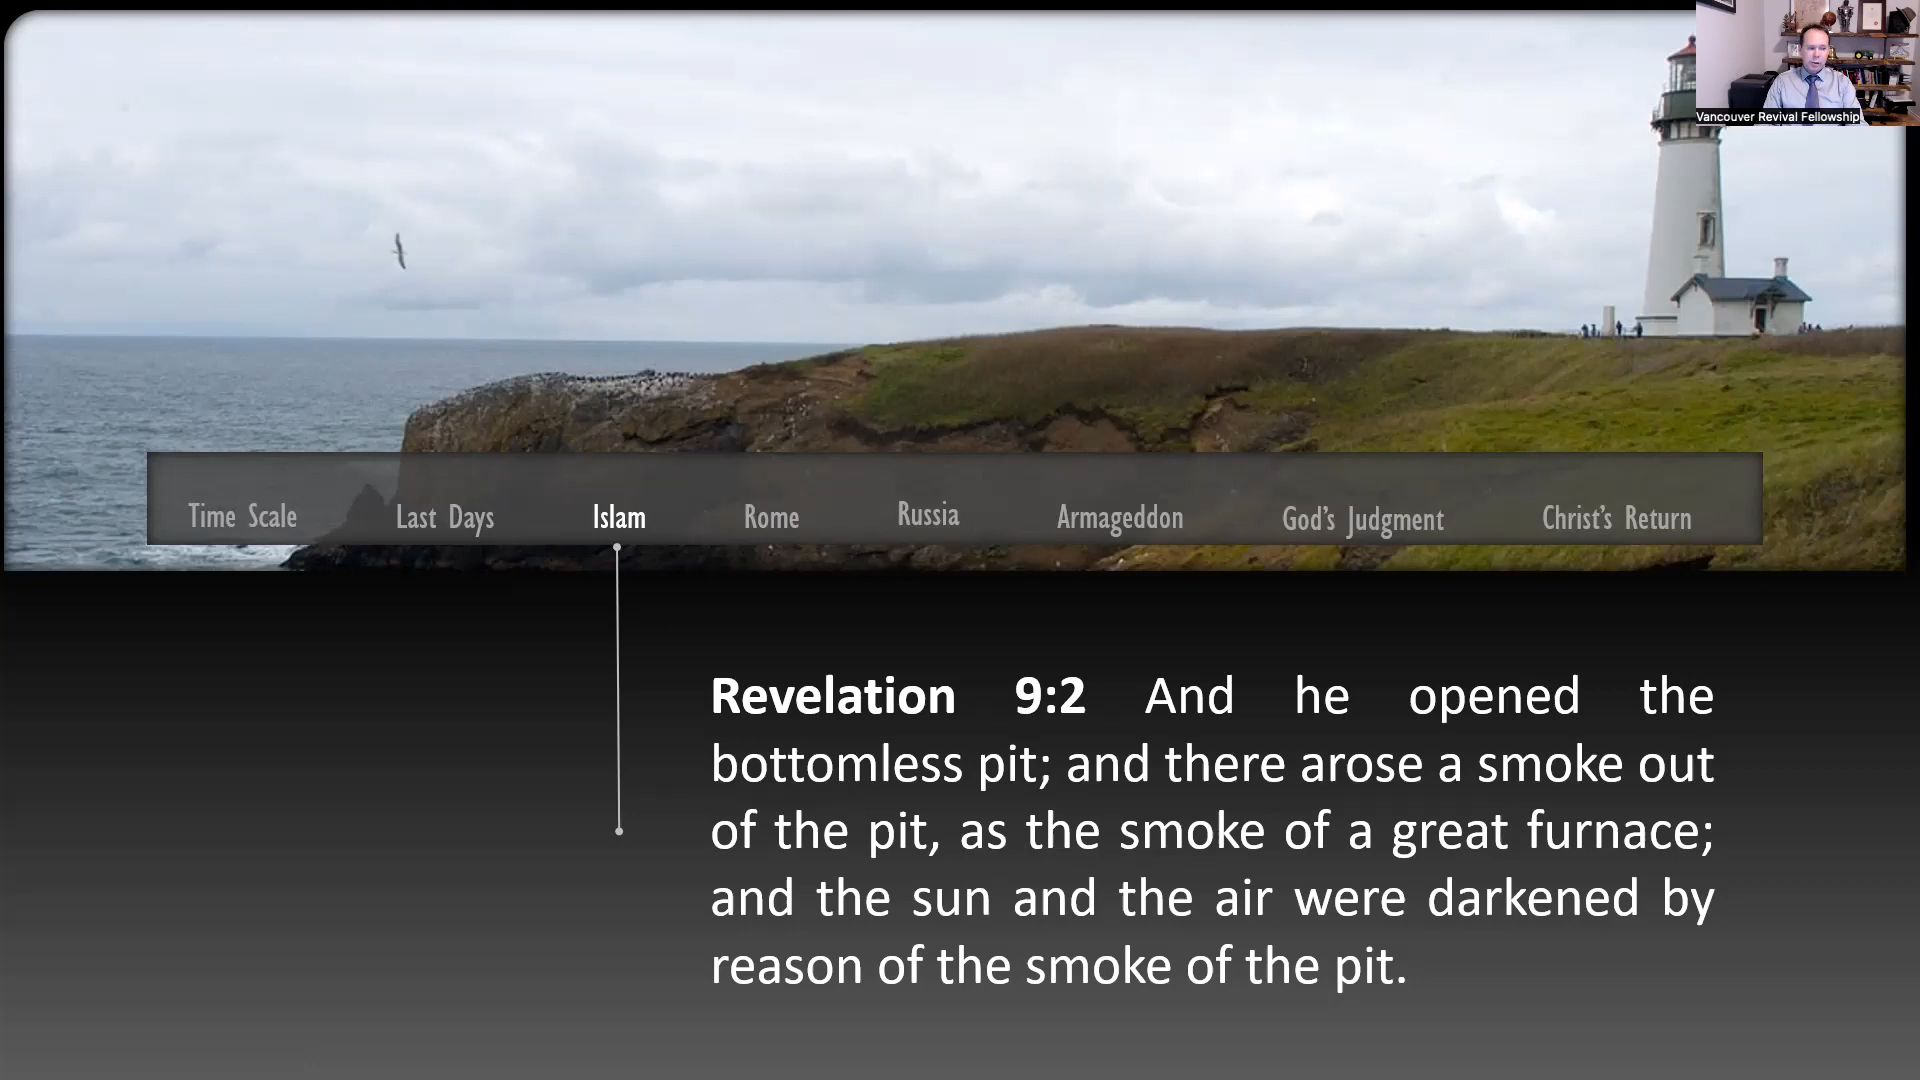 Vancouver Revival Fellowship
Time Scale Last Days Islam Rome Russia Armageddon God's Judgment Christ's Return
Revelation 9:2 And he opened the
bottomless pit; and there arose a smoke out
of the pit, as the smoke of a great furnace;
and the sun and the air were darkened by
reason of the smoke of the pit.